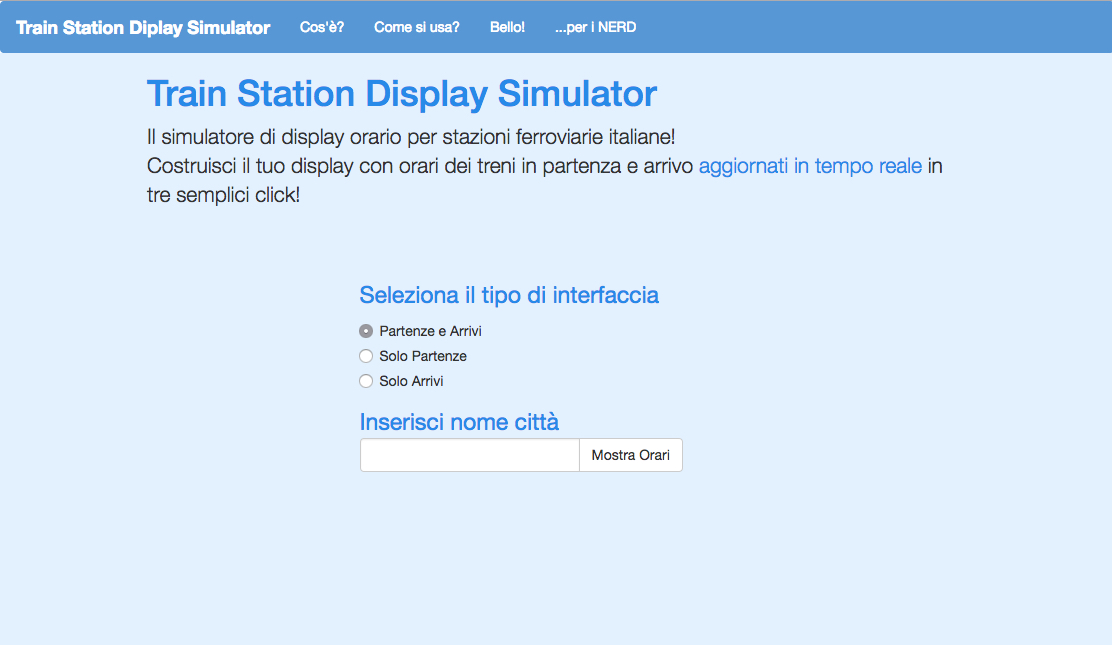 Train Station Diplay Simulator Cos'è? Come si usa? Bello! ...per i NERD
Train Station Display Simulator
Il simulatore di display orario per stazioni ferroviarie italiane!
Costruisci il tuo display con orari dei treni in partenza e arrivo aggiornati in tempo reale in
tre semplici click!
Seleziona il tipo di interfaccia
Partenze e Arrivi
Solo Partenze
Solo Arrivi
Inserisci nome città
Mostra Orari